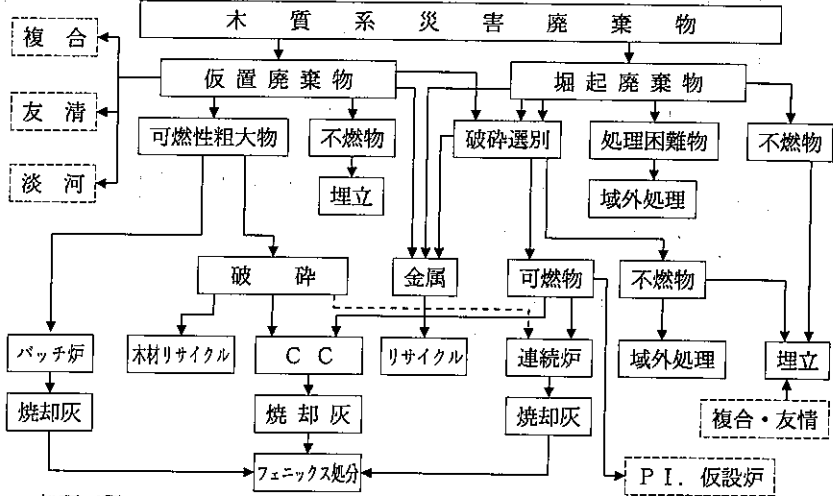 木質系災害廃棄物
複合
仮置廃棄物
堀起廃棄物
友清
可燃性粗大物
不燃物
破砕選別
処理困難物
不燃物
淡河
埋立
域外処理
破砕
金属
可燃物
不燃物
バッチ炉
木材リサイクル
CC
リサイクル
連続炉
域外処理
埋立
焼却灰
焼却灰
焼却灰
複合・友情
フェニックス処分
PI. 仮設炉